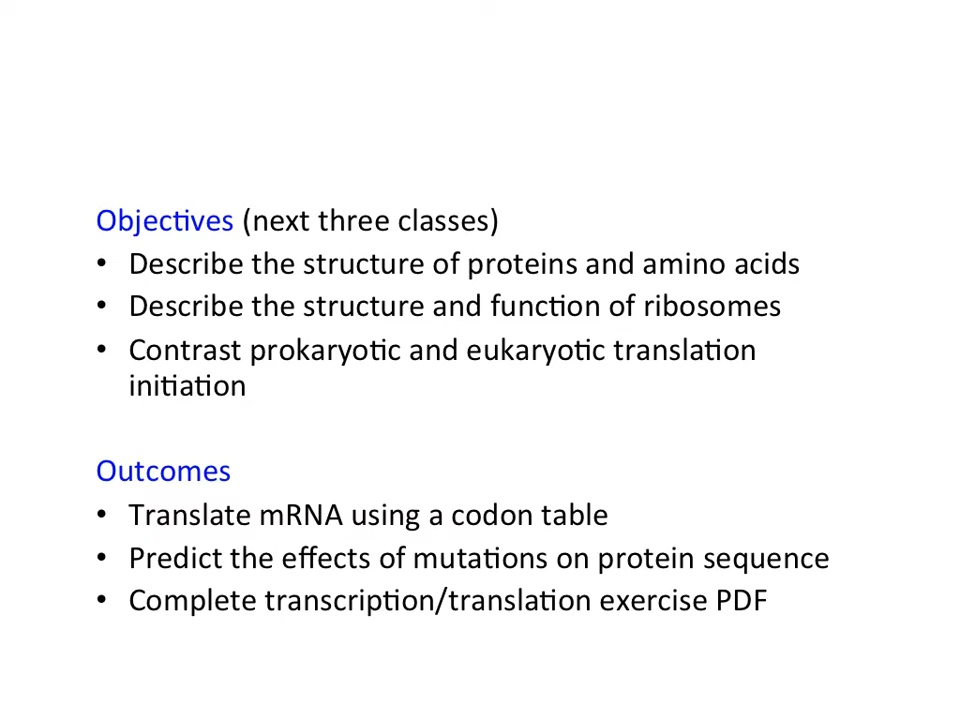 Objectives (next three classes)
• Describe the structure of proteins and amino acids
• Describe the structure and function of ribosomes
• Contrast prokaryotic and eukaryotic translation
initiation
Outcomes
• Translate mRNA using a codon table
• Predict the effects of mutations on protein sequence
• Complete transcription/translation exercise PDF